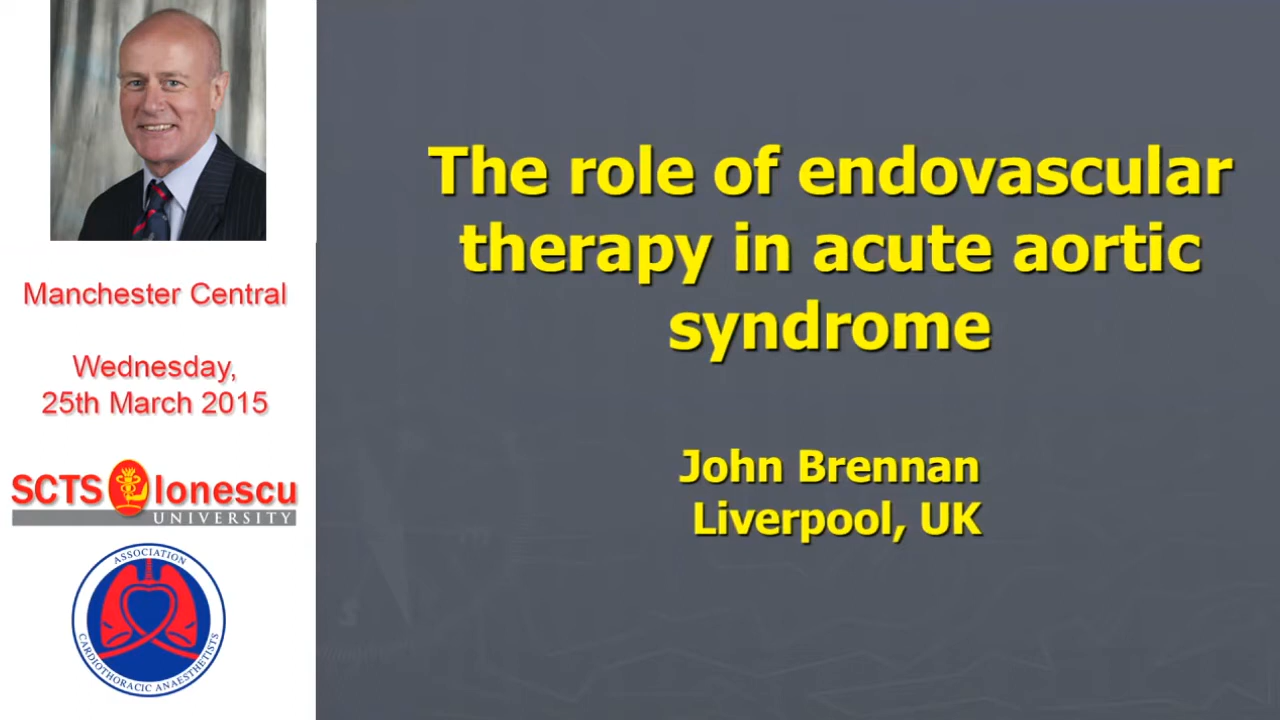 Manchester Central
Wednesday,
25th March 2015
SCTS Ionescu
UNIVERSITY
ASSOCIATION
CARDIOTHORACIC ANAESTHETISTS
The role of endovascular
therapy in acute aortic
syndrome
John Brennan
Liverpool, UK